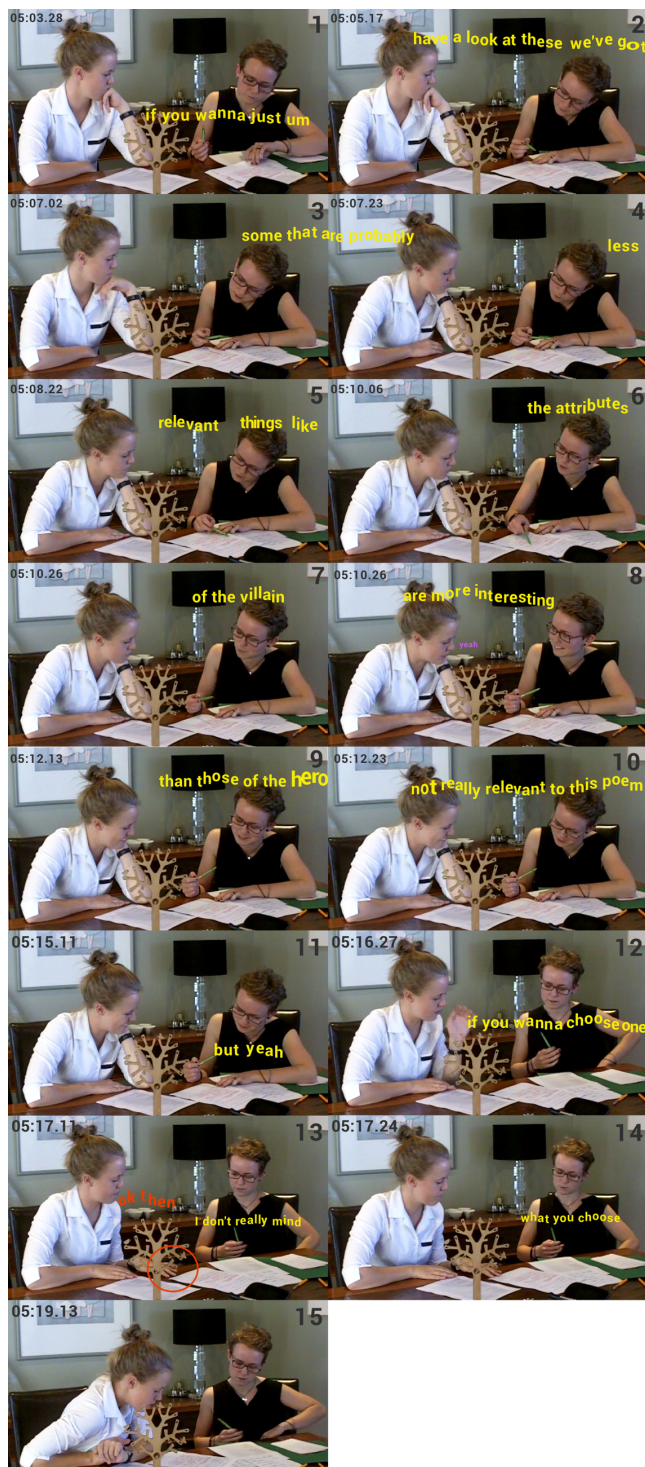 05:03.28 1
if you wanna just um
05:05.17 2
have a look at these we've got
05:07.02 3
some that are probably
05:07.23 4
less
05:08.22 5
relevant things like
05:10.06 6
the attributes
05:10.26 7
of the villain
05:10.26 8
are more interesting
yeah
05:12.13 9
than those of the hero
05:12.23 10
not really relevant to this poem
05:15.11 11
but yeah
05:16.27 12
if you wanna choose one
05:17.11 13
ok then
I don't really mind
05:17.24 14
what you choose
05:19.13 15